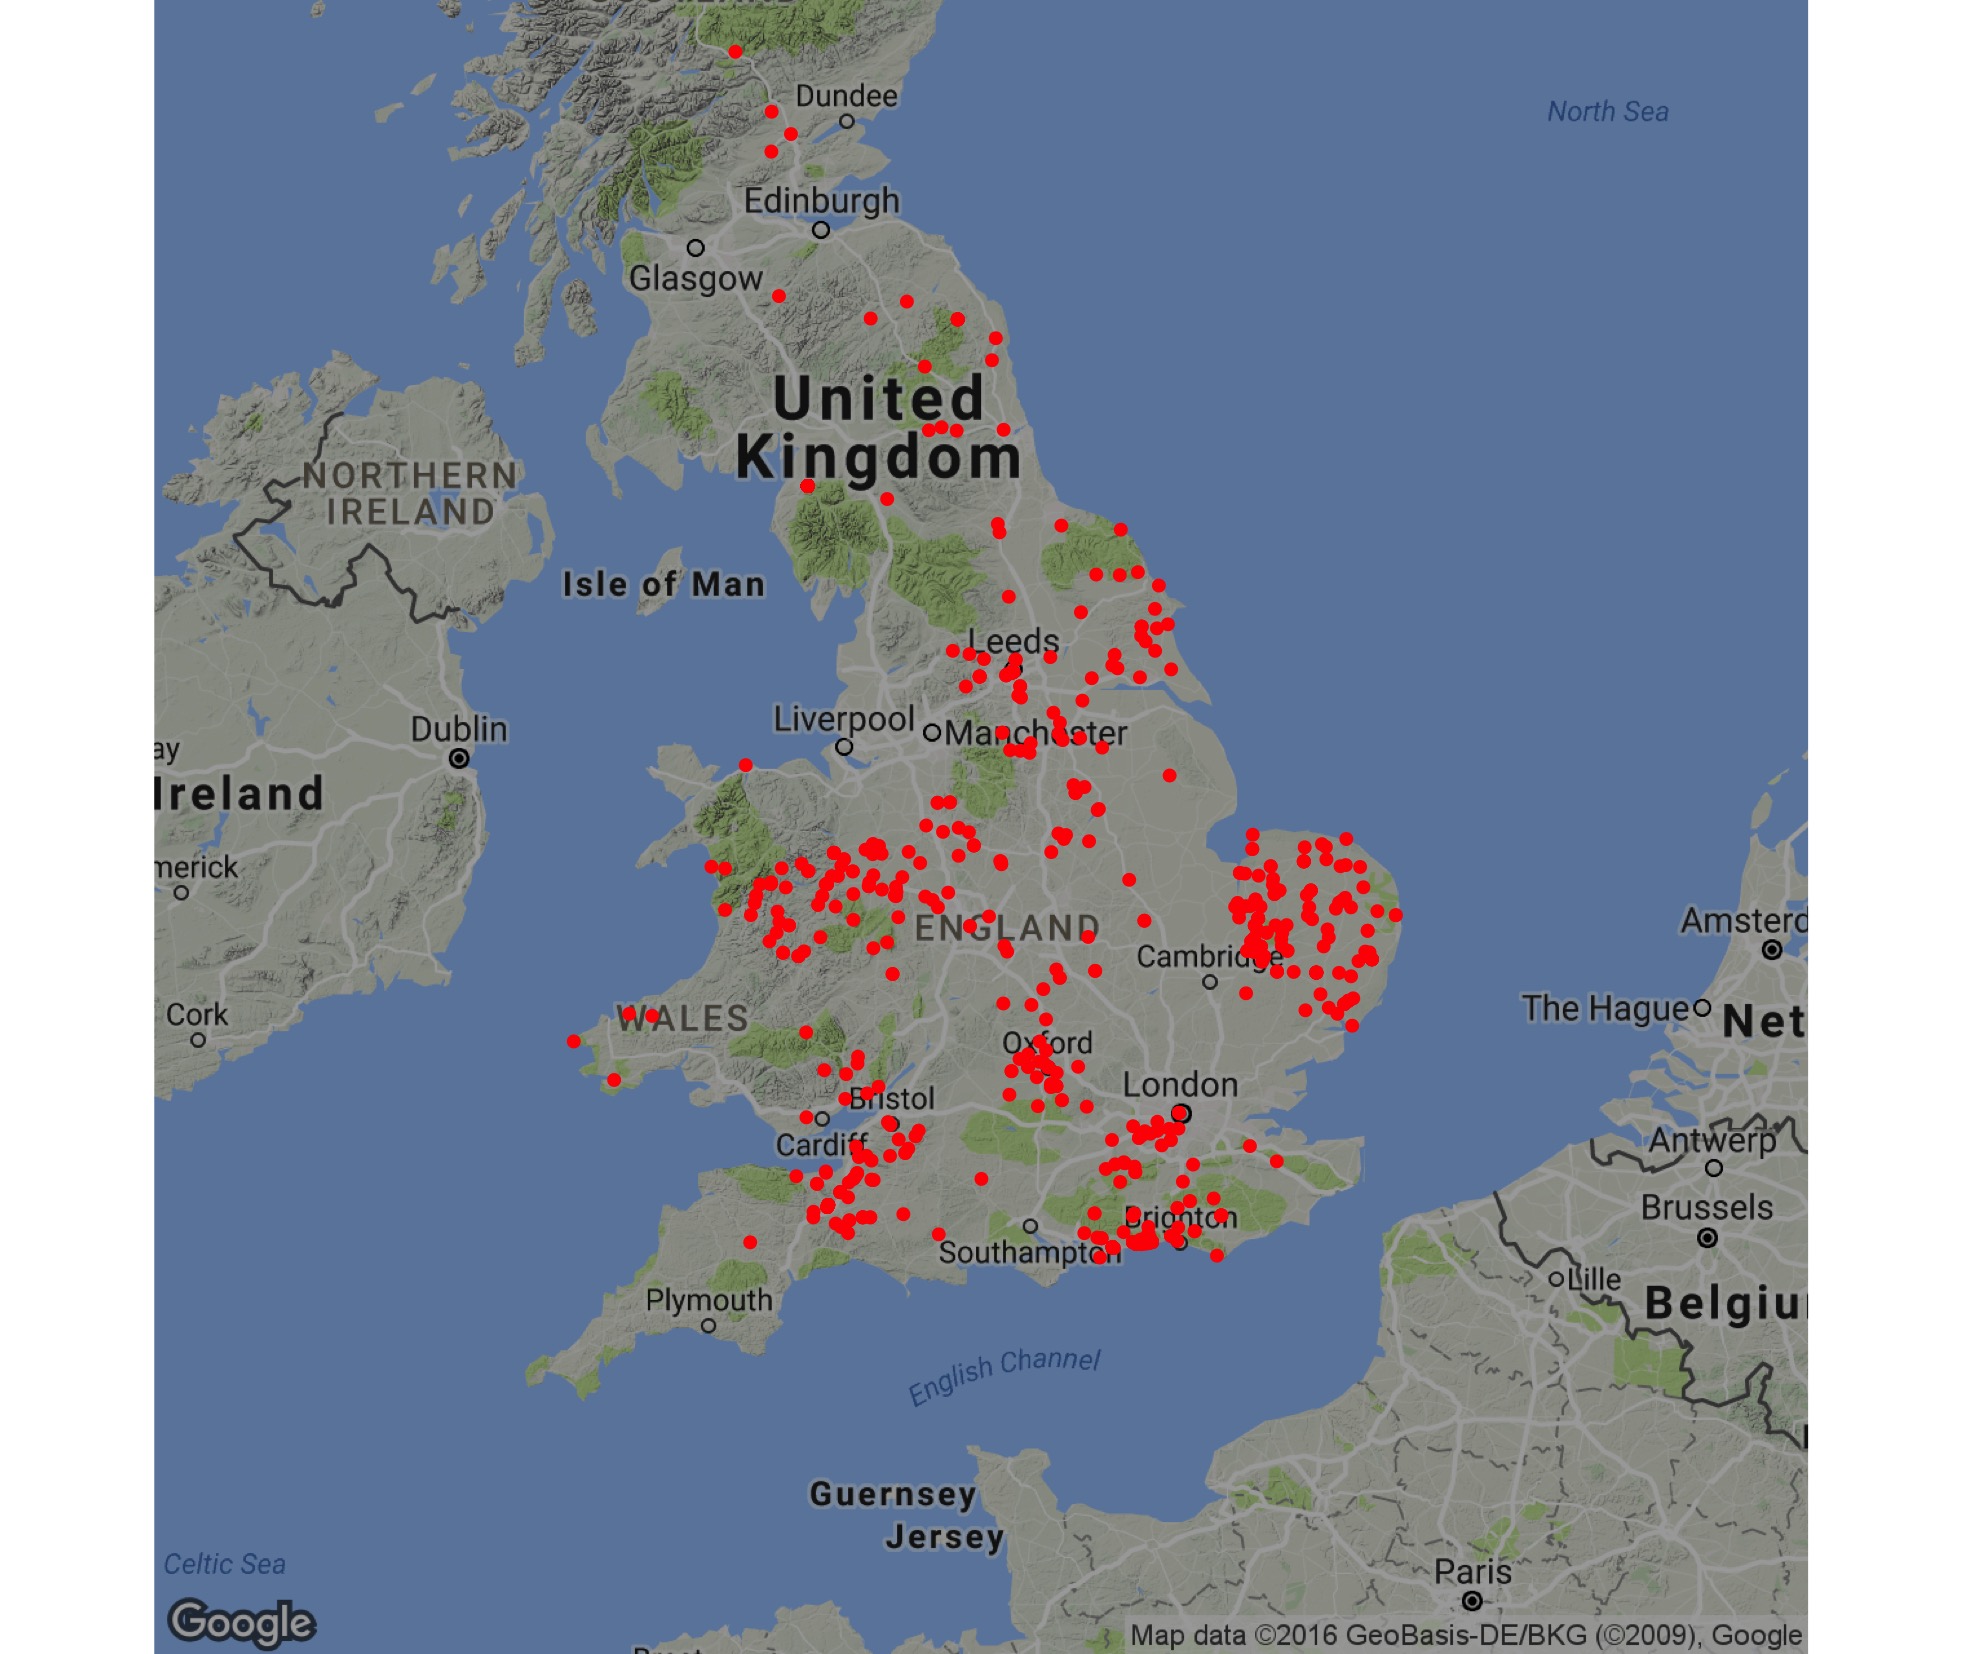 Dundee
North Sea
Edinburgh
Glasgow
United
Kingdom
NORTHERN
IRELAND
Isle of Man
Leeds
Liverpool
Manchester
Dublin
ay
Ireland
merick
ENGLAND
Cambridge
Amsterd
Cork
WALES
The Hague
Net
Oxford
London
Bristol
Cardiff
Antwerp
Brussels
Brighton
Southampton
Lille
Plymouth
Belgiu
English Channel
Guernsey
Jersey
Celtic Sea
Paris
Google
Map data ©2016 GeoBasis-DE/BKG (©2009), Google